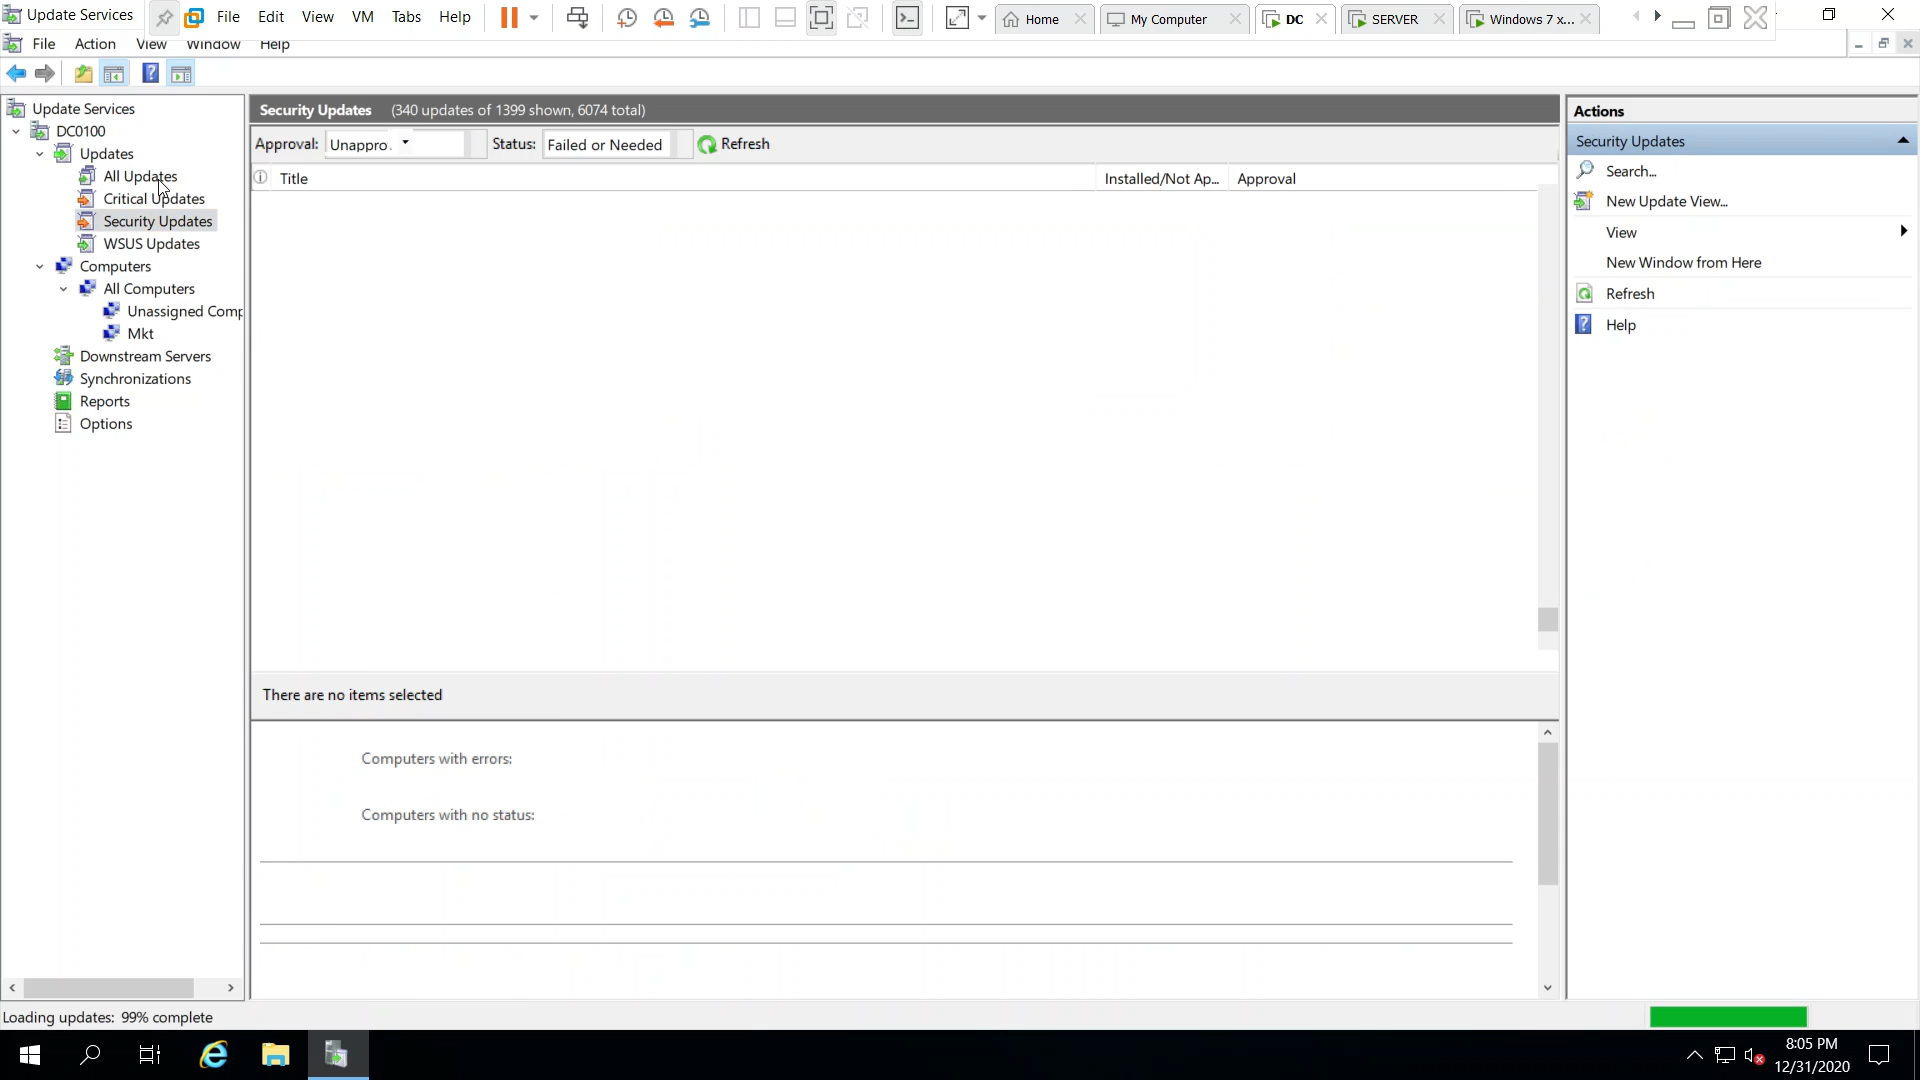 Update Services
File Edit View VM Tabs Help
Home
My Computer
DC
SERVER
Windows 7 x...
File Action View Window Help
Update Services
DC0100
Updates
All Updates
Critical Updates
Security Updates
WSUS Updates
Computers
All Computers
Unassigned Comp
Mkt
Downstream Servers
Synchronizations
Reports
Options
Security Updates (340 updates of 1399 shown, 6074 total)
Approval: Unappro. Status: Failed or Needed Refresh
Title Installed/Not Ap... Approval
There are no items selected
Computers with errors:
Computers with no status:
Actions
Security Updates
Search...
New Update View...
View
New Window from Here
Refresh
Help
Loading updates: 99% complete
8:05 PM
12/31/2020